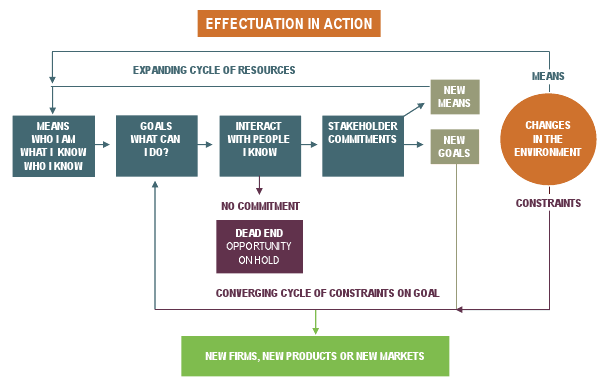 EFFECTUATION IN ACTION
EXPANDING CYCLE OF RESOURCES
MEANS
NEW
MEANS
MEANS
WHO I AM
WHAT I KNOW
WHO I KNOW
GOALS
WHAT CAN
I DO?
INTERACT
WITH PEOPLE
I KNOW
STAKEHOLDER
COMMITMENTS
NEW
GOALS
CHANGES
IN THE
ENVIRONMENT
NO COMMITMENT
CONSTRAINTS
DEAD END
OPPORTUNITY
ON HOLD
CONVERGING CYCLE OF CONSTRAINTS ON GOAL
NEW FIRMS, NEW PRODUCTS OR NEW MARKETS